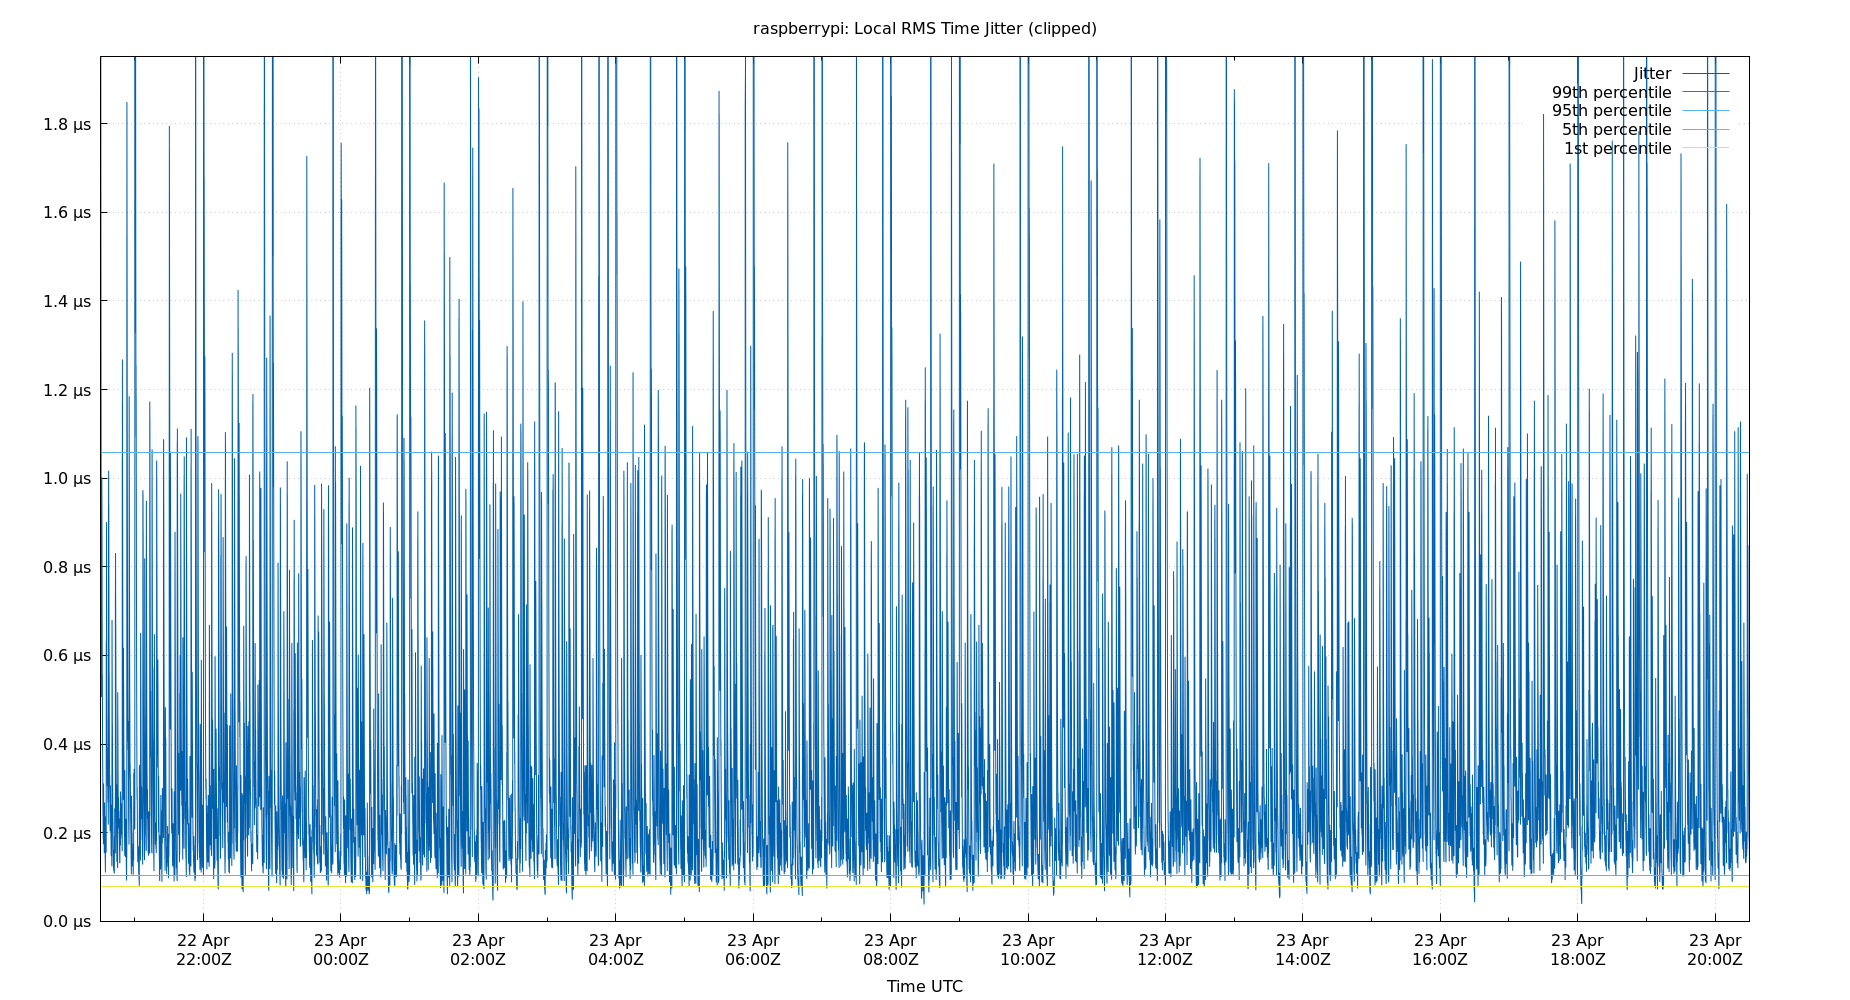 raspberrypi: Local RMS Time Jitter (clipped)
Jitter
99th percentile
95th percentile
5th percentile
1st percentile
1.8 µs
1.6 µs
1.4 µs
1.2 µs
1.0 µs
0.8 µs
0.6 µs
0.4 µs
0.2 µs
0.0 µs
22 Apr 23 Apr 23 Apr 23 Apr 23 Apr 23 Apr 23 Apr 23 Apr 23 Apr 23 Apr 23 Apr 23 Apr
22:00Z 00:00Z 02:00Z 04:00Z 06:00Z 08:00Z 10:00Z 12:00Z 14:00Z 16:00Z 18:00Z 20:00Z
Time UTC